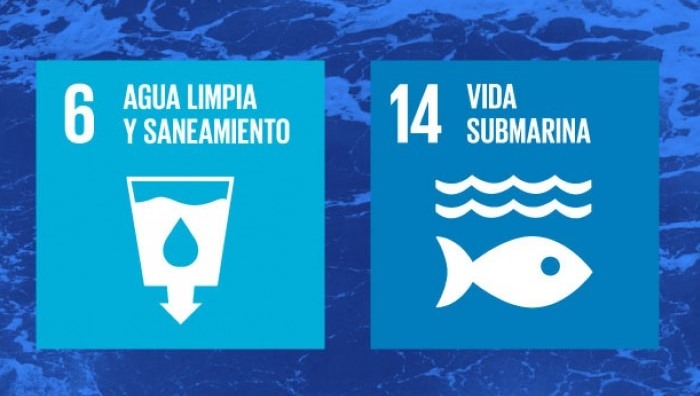 6
AGUA LIMPIA
Y SANEAMIENTO
14
VIDA
SUBMARINA